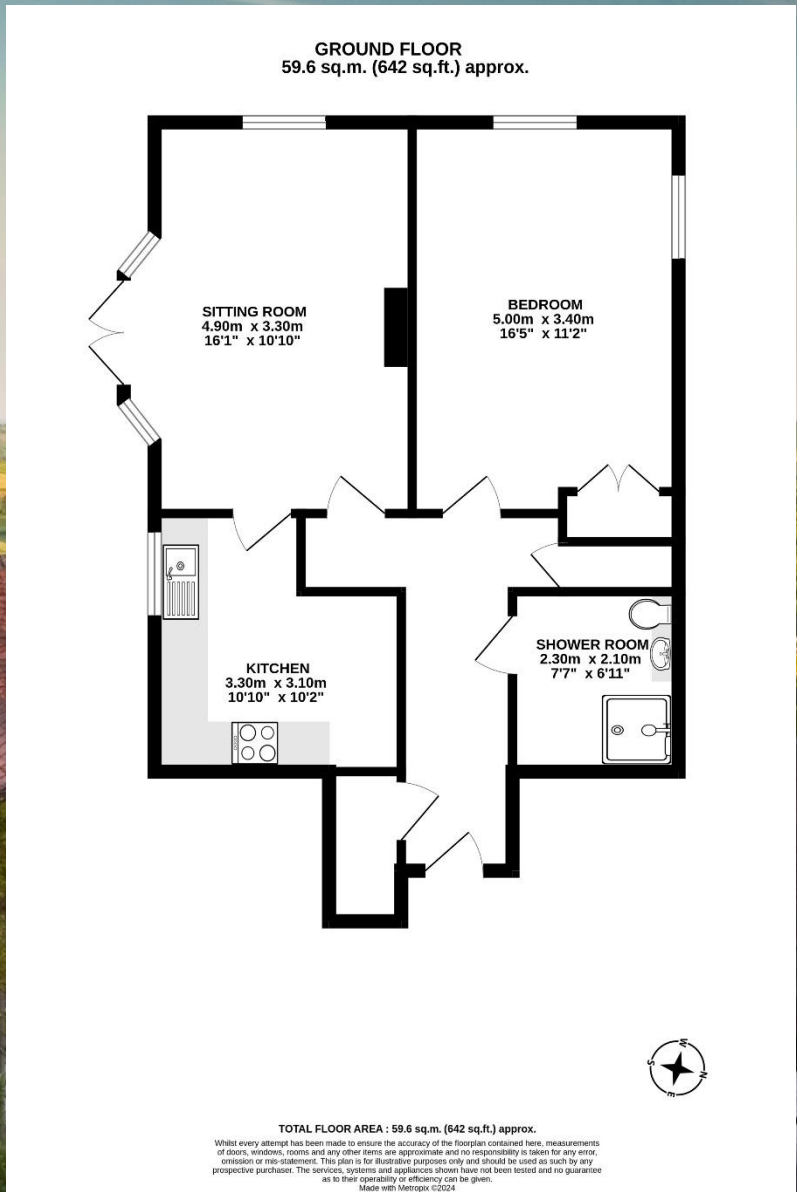 GROUND FLOOR
59.6 sq.m. (642 sq.ft.) approx.
SITTING ROOM
4.90m x 3.30m
16'1" x 10'10"
BEDROOM
5.00m x 3.40m
16'5" x 11'2"
KITCHEN
3.30m x 3.10m
10'10" x 10'2"
SHOWER ROOM
2.30m x 2.10m
7'7" x 6'11"
W
S
N
E
TOTAL FLOOR AREA : 59.6 sq.m. (642 sq.ft.) approx.
Whilst every attempt has been made to ensure the accuracy of the floorplan contained here, measurements
of doors, windows, rooms and any other items are approximate and no responsibility is taken for any error,
omission or mis-statement. This plan is for illustrative purposes only and should be used as such by any
prospective purchaser. The services, systems and appliances shown have not been tested and no guarantee
as to their operability or efficiency can be given.
Made with Metropix ©2024